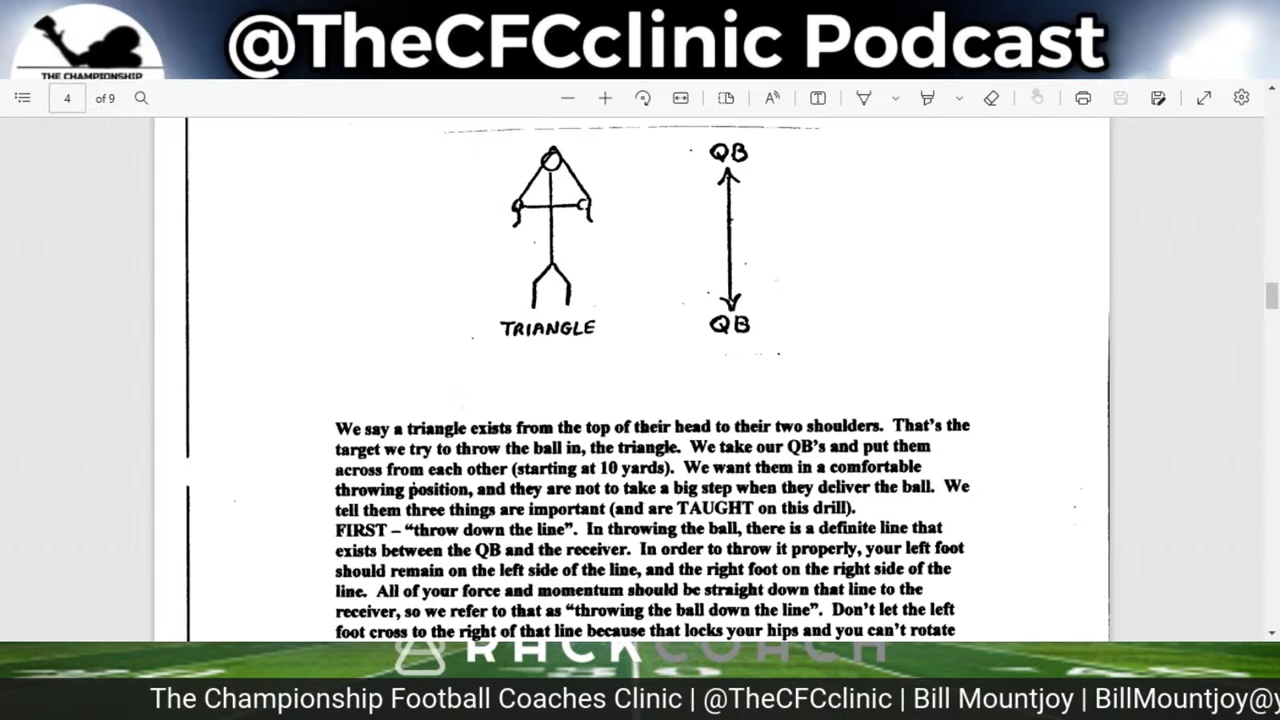 @TheCFCclinic Podcast
THE CHAMPIONSHIP
4 of 9
QB
QB
TRIANGLE
We say a triangle exists from the top of their head to their two shoulders. That's the
target we try to throw the ball in, the triangle. We take our QB's and put them
across from each other (starting at 10 yards). We want them in a comfortable
throwing position, and they are not to take a big step when they deliver the ball. We
tell them three things are important (and are TAUGHT on this drill).
FIRST – "throw down the line". In throwing the ball, there is a definite line that
exists between the QB and the receiver. In order to throw it properly, your left foot
should remain on the left side of the line, and the right foot on the right side of the
line. All of your force and momentum should be straight down that line to the
receiver, so we refer to that as "throwing the ball down the line". Don't let the left
foot cross to the right of that line because that locks your hips and you can't rotate
RACKCOACH
The Championship Football Coaches Clinic | @TheCFCclinic | Bill Mountjoy | BillMountjoy@y